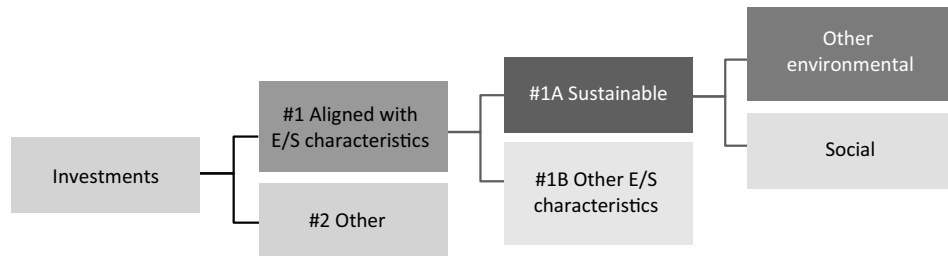 Investments
#1 Aligned with
E/S characteristics
#2 Other
#1A Sustainable
#1B Other E/S
characteristics
Other
environmental
Social